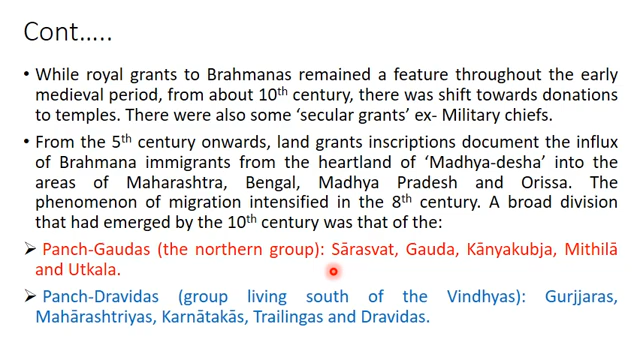 Cont…..
• While royal grants to Brahmanas remained a feature throughout the early
medieval period, from about 10th century, there was shift towards donations
to temples. There were also some ‘secular grants’ ex- Military chiefs.
• From the 5th century onwards, land grants inscriptions document the influx
of Brahmana immigrants from the heartland of ‘Madhya-desha’ into the
areas of Maharashtra, Bengal, Madhya Pradesh and Orissa. The
phenomenon of migration intensified in the 8th century. A broad division
that had emerged by the 10th century was that of the:
➢ Panch-Gaudas (the northern group): Sārasvat, Gauda, Kānyakubja, Mithilā
and Utkala.
➢ Panch-Dravidas (group living south of the Vindhyas): Gurjjaras,
Mahārashtriyas, Karnātakās, Trailingas and Dravidas.